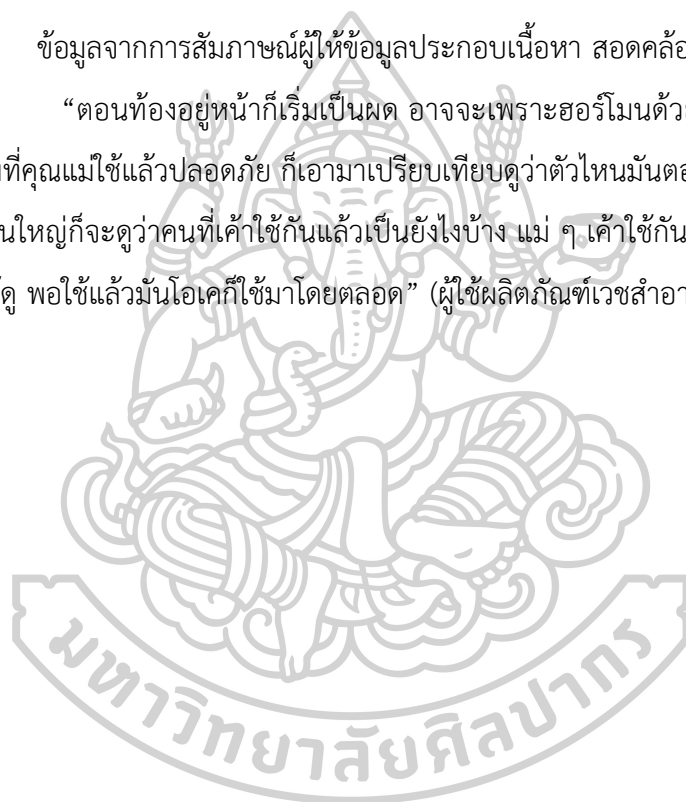 ข้อมูลจากการสัมภาษณ์ผู้ให้ข้อมูลประกอบเนื้อหา สอดคล้อ
“ตอนท้องอยู่หน้าก็เริ่มเป็นผด อาจจะเพราะฮอร์โมนด้ว
ที่คุณแม่ใช้แล้วปลอดภัย ก็เอามาเปรียบเทียบดูว่าตัวไหนมันตอ
นใหญ่ก็จะดูว่าคนที่เค้าใช้กันแล้วเป็นยังไงบ้าง แม่ ๆ เค้าใช้กัน
ดู พอใช้แล้วมันโอเคก็ใช้มาโดยตลอด” (ผู้ใช้ผลิตภัณฑ์เวชสำอา
มหาวิทยาลัยศิลปากร